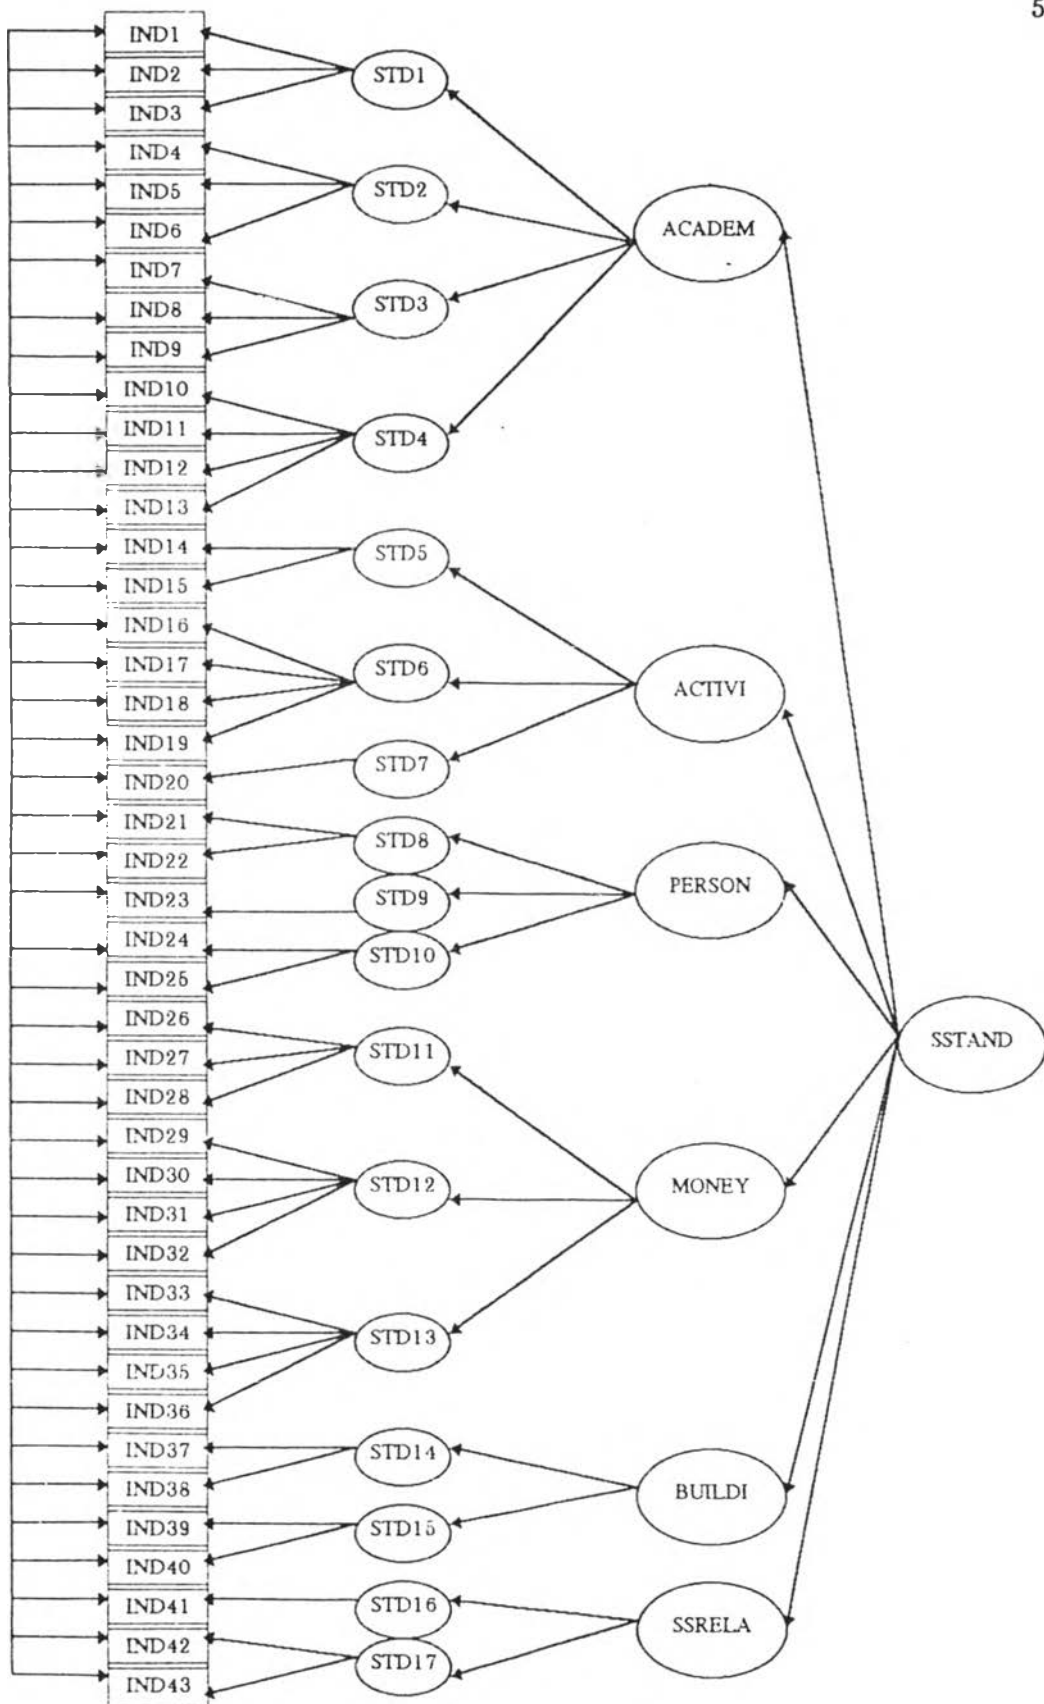 5
IND1
IND2
IND3
IND4
IND5
IND6
IND7
IND8
IND9
IND10
IND11
IND12
IND13
IND14
IND15
IND16
IND17
IND18
IND19
IND20
IND21
IND22
IND23
IND24
IND25
IND26
IND27
IND28
IND29
IND30
IND31
IND32
IND33
IND34
IND35
IND36
IND37
IND38
IND39
IND40
IND41
IND42
IND43
STD1
STD2
STD3
STD4
STD5
STD6
STD7
STD8
STD9
STD10
STD11
STD12
STD13
STD14
STD15
STD16
STD17
ACADEM
ACTIVI
PERSON
MONEY
BUILDI
SSRELA
SSTAND